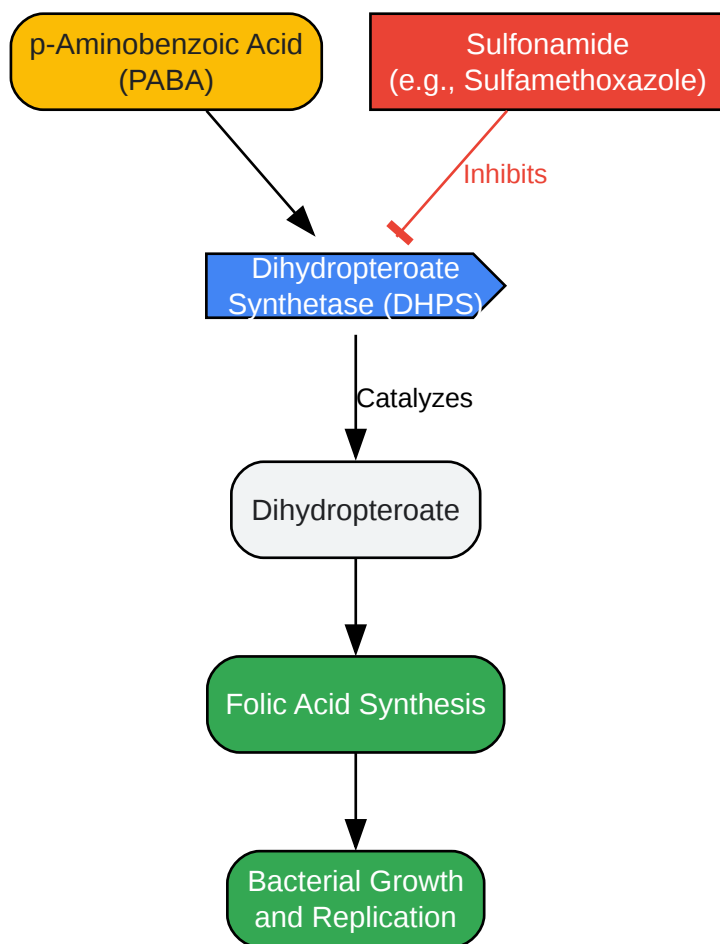 p-Aminobenzoic Acid
(PABA)
Sulfonamide
(e.g., Sulfamethoxazole)
Inhibits
Dihydropteroate
Synthetase (DHPS)
Catalyzes
Dihydropteroate
Folic Acid Synthesis
Bacterial Growth
and Replication